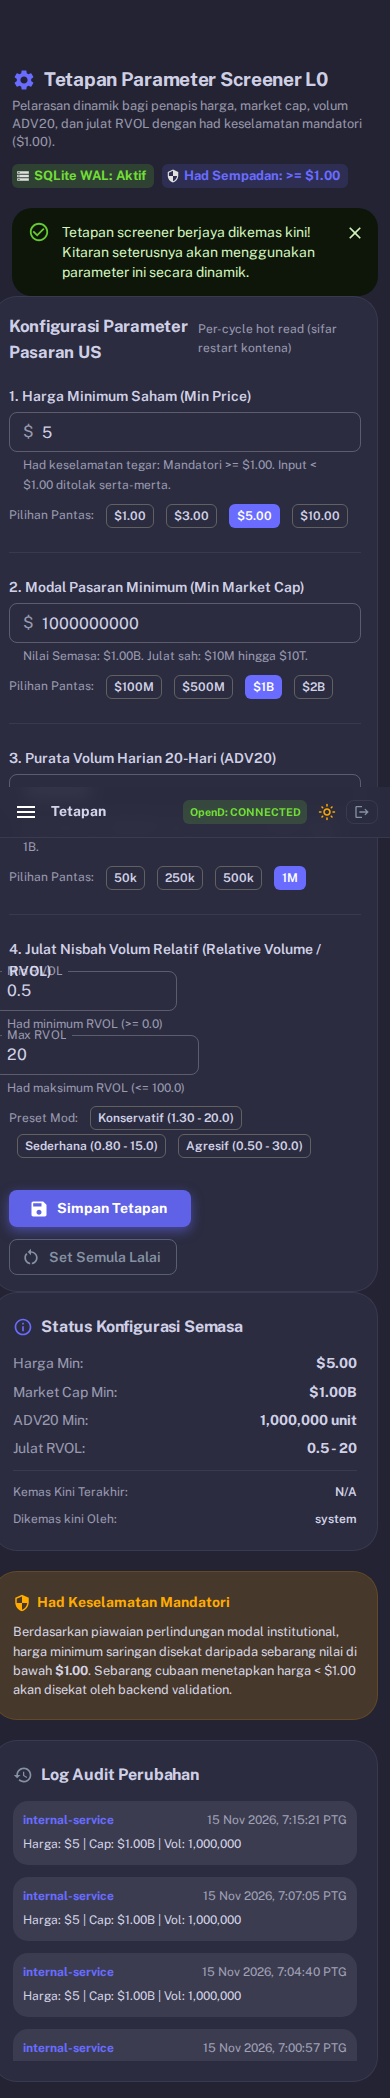 Tetapan Parameter Screener L0
Pelarasan dinamik bagi penapis harga, market cap, volum
ADV20, dan julat RVOL dengan had keselamatan mandatori
($1.00).
SQLite WAL: Aktif
Had Sempadan: >= $1.00
Tetapan screener berjaya dikemas kini!
Kitaran seterusnya akan menggunakan
parameter ini secara dinamik.
Konfigurasi Parameter
Pasaran US
Per-cycle hot read (sifar
restart kontena)
1. Harga Minimum Saham (Min Price)
$ 5
Had keselamatan tegar: Mandatori >= $1.00. Input <
$1.00 ditolak serta-merta.
Pilihan Pantas: $1.00 $3.00 $5.00 $10.00
2. Modal Pasaran Minimum (Min Market Cap)
$ 1000000000
Nilai Semasa: $1.00B. Julat sah: $10M hingga $10T.
Pilihan Pantas: $100M $500M $1B $2B
3. Purata Volum Harian 20-Hari (ADV20)
Tetapan
OpenD: CONNECTED
1B.
Pilihan Pantas: 50k 250k 500k 1M
4. Julat Nisbah Volum Relatif (Relative Volume /
RVOL)
0.5
Had minimum RVOL (>= 0.0)
Max RVOL
20
Had maksimum RVOL (<= 100.0)
Preset Mod: Konservatif (1.30 - 20.0)
Sederhana (0.80 - 15.0) Agresif (0.50 - 30.0)
Simpan Tetapan
Set Semula Lalai
Status Konfigurasi Semasa
Harga Min: $5.00
Market Cap Min: $1.00B
ADV20 Min: 1,000,000 unit
Julat RVOL: 0.5 - 20
Kemas Kini Terakhir: N/A
Dikemas kini Oleh: system
Had Keselamatan Mandatori
Berdasarkan piawaian perlindungan modal institutional,
harga minimum saringan disekat daripada sebarang nilai di
bawah $1.00. Sebarang cubaan menetapkan harga < $1.00
akan disekat oleh backend validation.
Log Audit Perubahan
internal-service 15 Nov 2026, 7:15:21 PTG
Harga: $5 | Cap: $1.00B | Vol: 1,000,000
internal-service 15 Nov 2026, 7:07:05 PTG
Harga: $5 | Cap: $1.00B | Vol: 1,000,000
internal-service 15 Nov 2026, 7:04:40 PTG
Harga: $5 | Cap: $1.00B | Vol: 1,000,000
internal-service 15 Nov 2026, 7:00:57 PTG